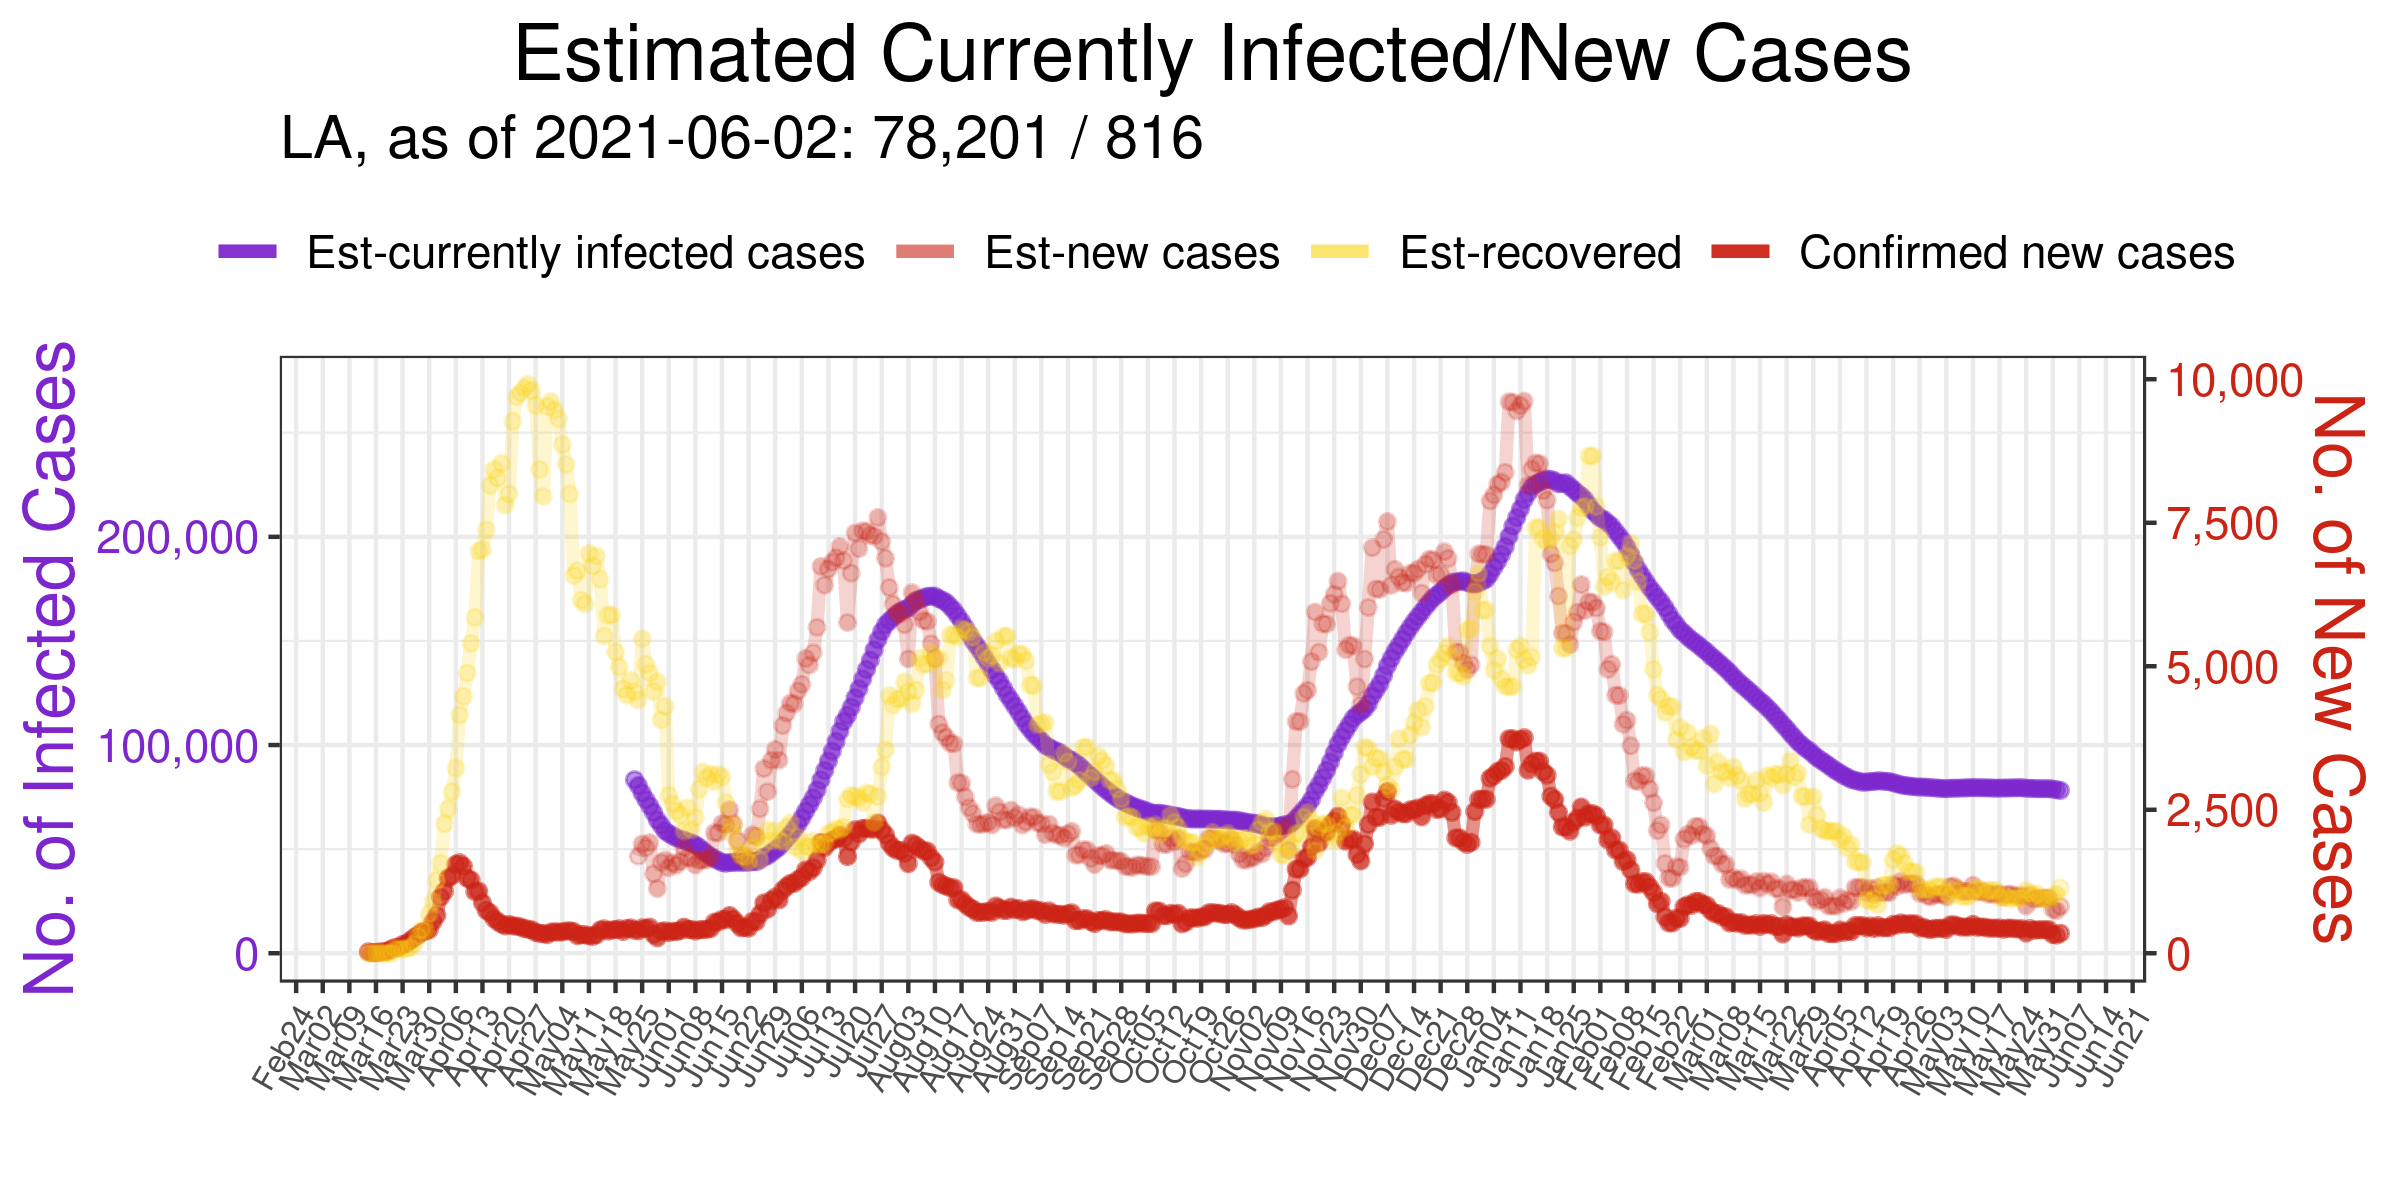 Estimated Currently Infected/New Cases
LA, as of 2021-06-02: 78,201 / 816
Est-currently infected cases Est-new cases Est-recovered Confirmed new cases
No. of Infected Cases
200,000
100,000
0
10,000
7,500
5,000
2,500
0
No. of New Cases
Feb24 Mar02 Mar09 Mar16 Mar23 Mar30 Apr06 Apr13 Apr20 Apr27 May04 May11 May18 May25 Jun01 Jun08 Jun15 Jun22 Jun29 Jul06 Jul13 Jul20 Jul27 Aug03 Aug10 Aug17 Aug24 Aug31 Sep07 Sep14 Sep21 Sep28 Oct05 Oct12 Oct19 Oct26 Nov02 Nov09 Nov16 Nov23 Nov30 Dec07 Dec14 Dec21 Dec28 Jan04 Jan11 Jan18 Jan25 Feb01 Feb08 Feb15 Feb22 Mar01 Mar08 Mar15 Mar22 Mar29 Apr05 Apr12 Apr19 Apr26 May03 May10 May17 May24 May31 Jun07 Jun14 Jun21